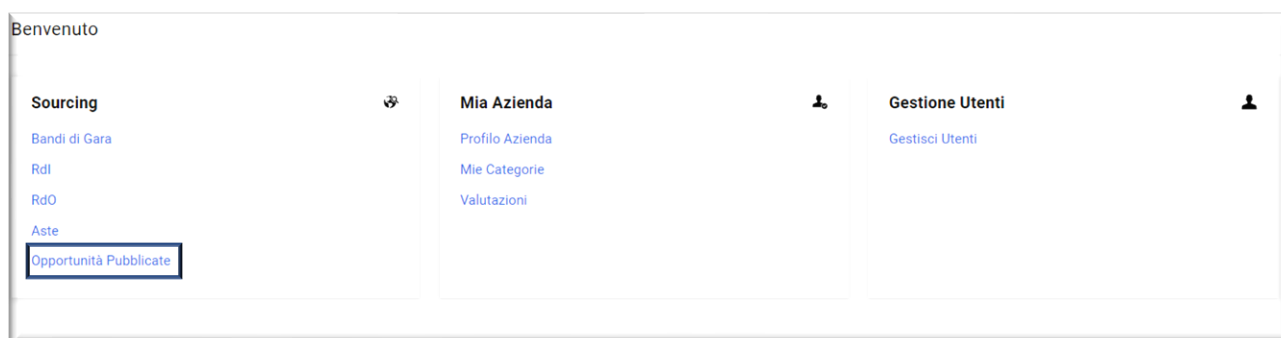 Benvenuto
Sourcing
Bandi di Gara
RdI
RdO
Aste
Opportunità Pubblicate
Mia Azienda
Profilo Azienda
Mie Categorie
Valutazioni
Gestione Utenti
Gestisci Utenti